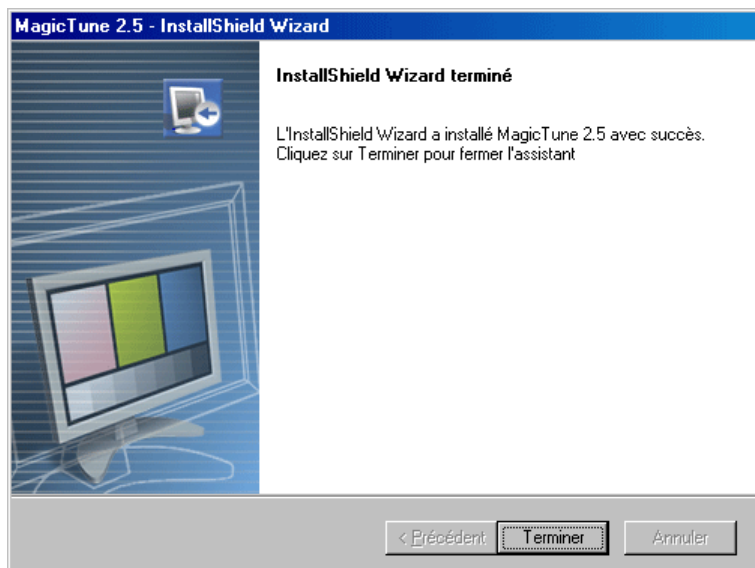 MagicTune 2.5 - InstallShield Wizard
InstallShield Wizard terminé
L'InstallShield Wizard a installé MagicTune 2.5 avec succès.
Cliquez sur Terminer pour fermer l'assistant
< Précédent
Terminer
Annuler